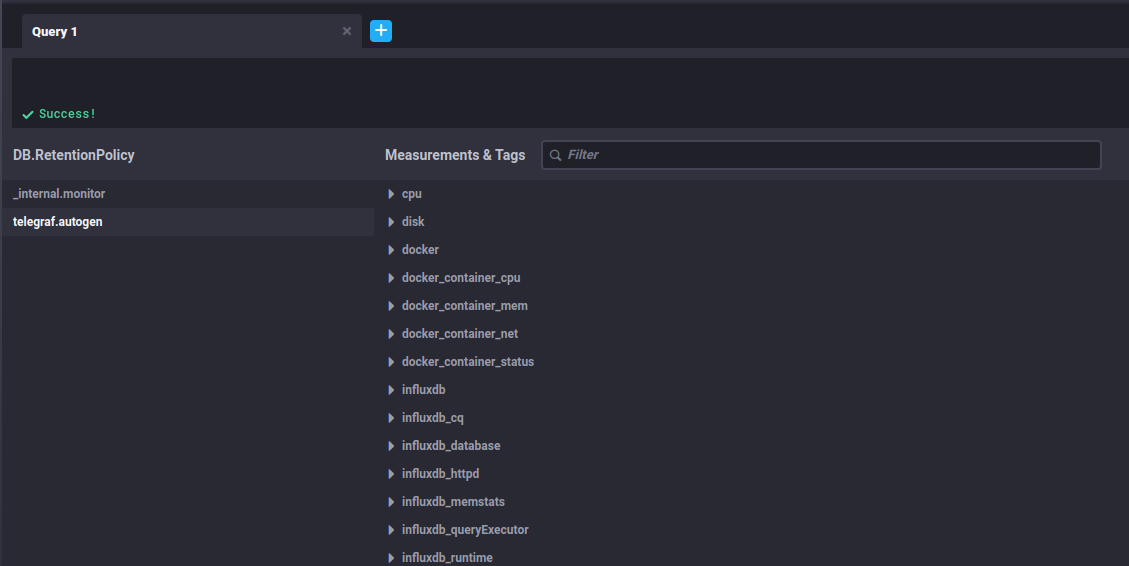 Query 1
Success!
DB.RetentionPolicy
Measurements & Tags
Filter
_internal.monitor
telegraf.autogen
cpu
disk
docker
docker_container_cpu
docker_container_mem
docker_container_net
docker_container_status
influxdb
influxdb_cq
influxdb_database
influxdb_httpd
influxdb_memstats
influxdb_queryExecutor
influxdb_runtime